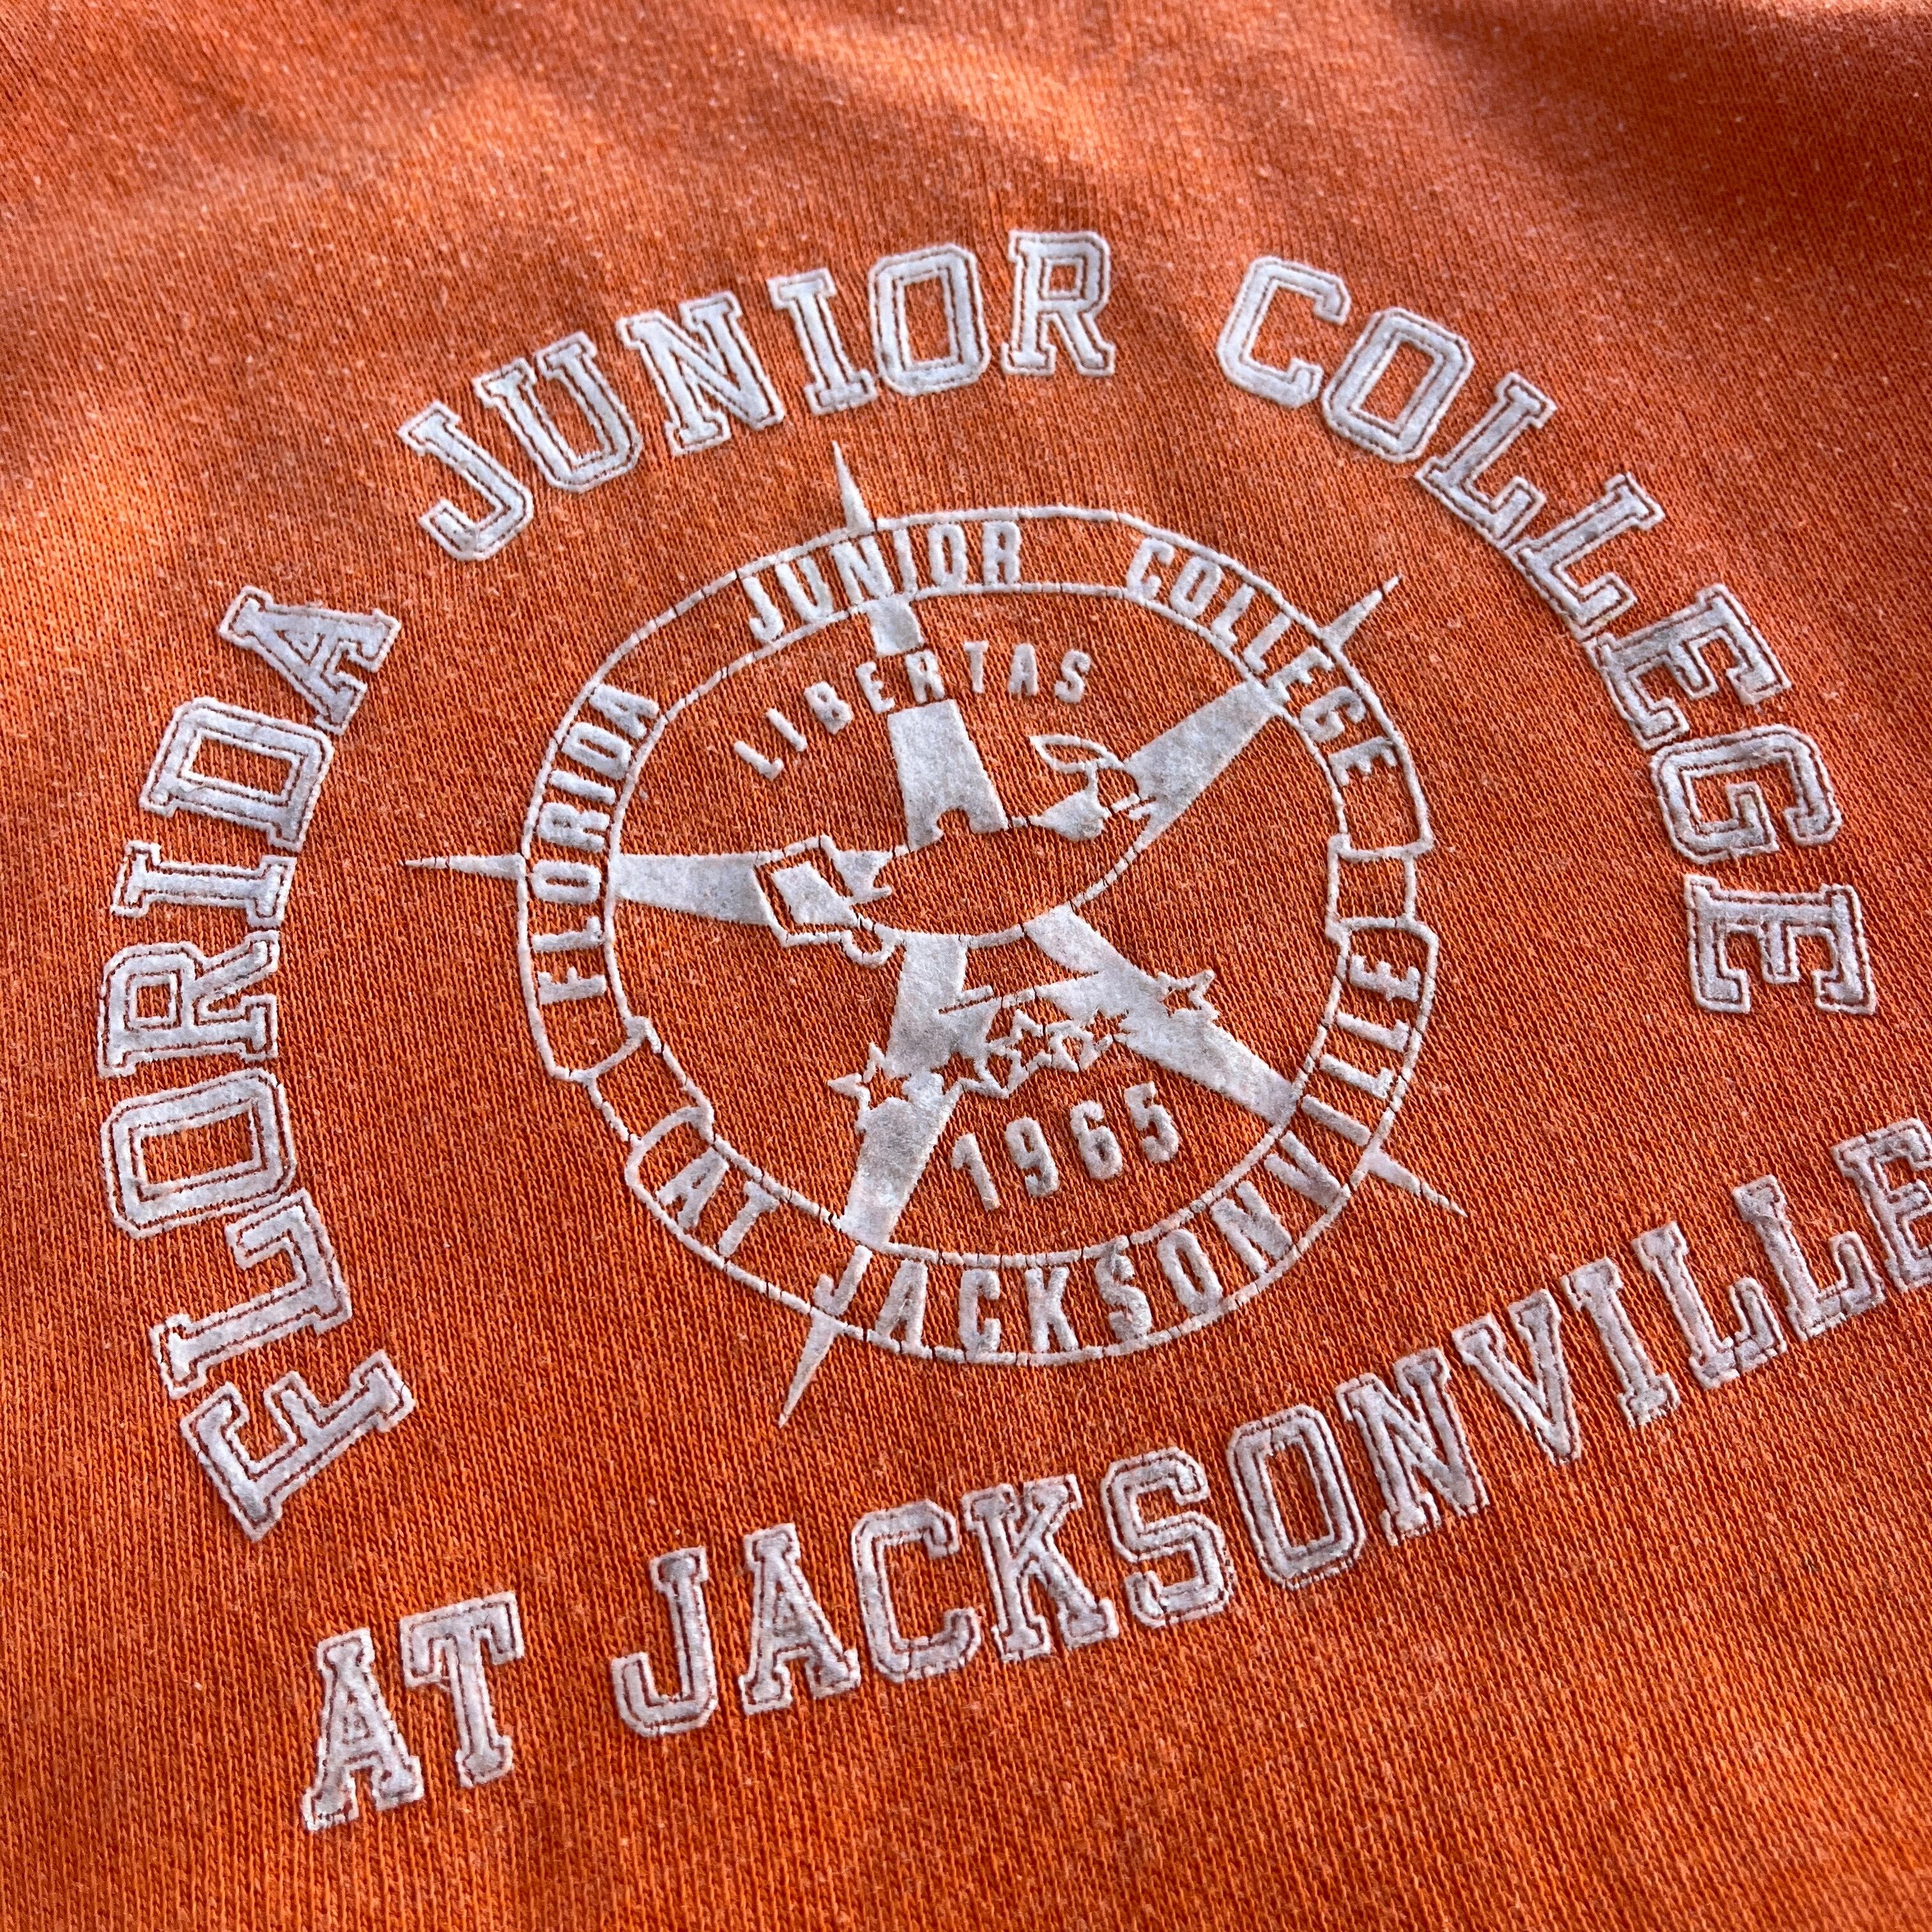 FLORIDA JUNIOR COLLEGE
FLORIDA JUNIOR COLLEGE
LIBERTAS
1965
AT JACKSONVILLE
AT JACKSONVILLE